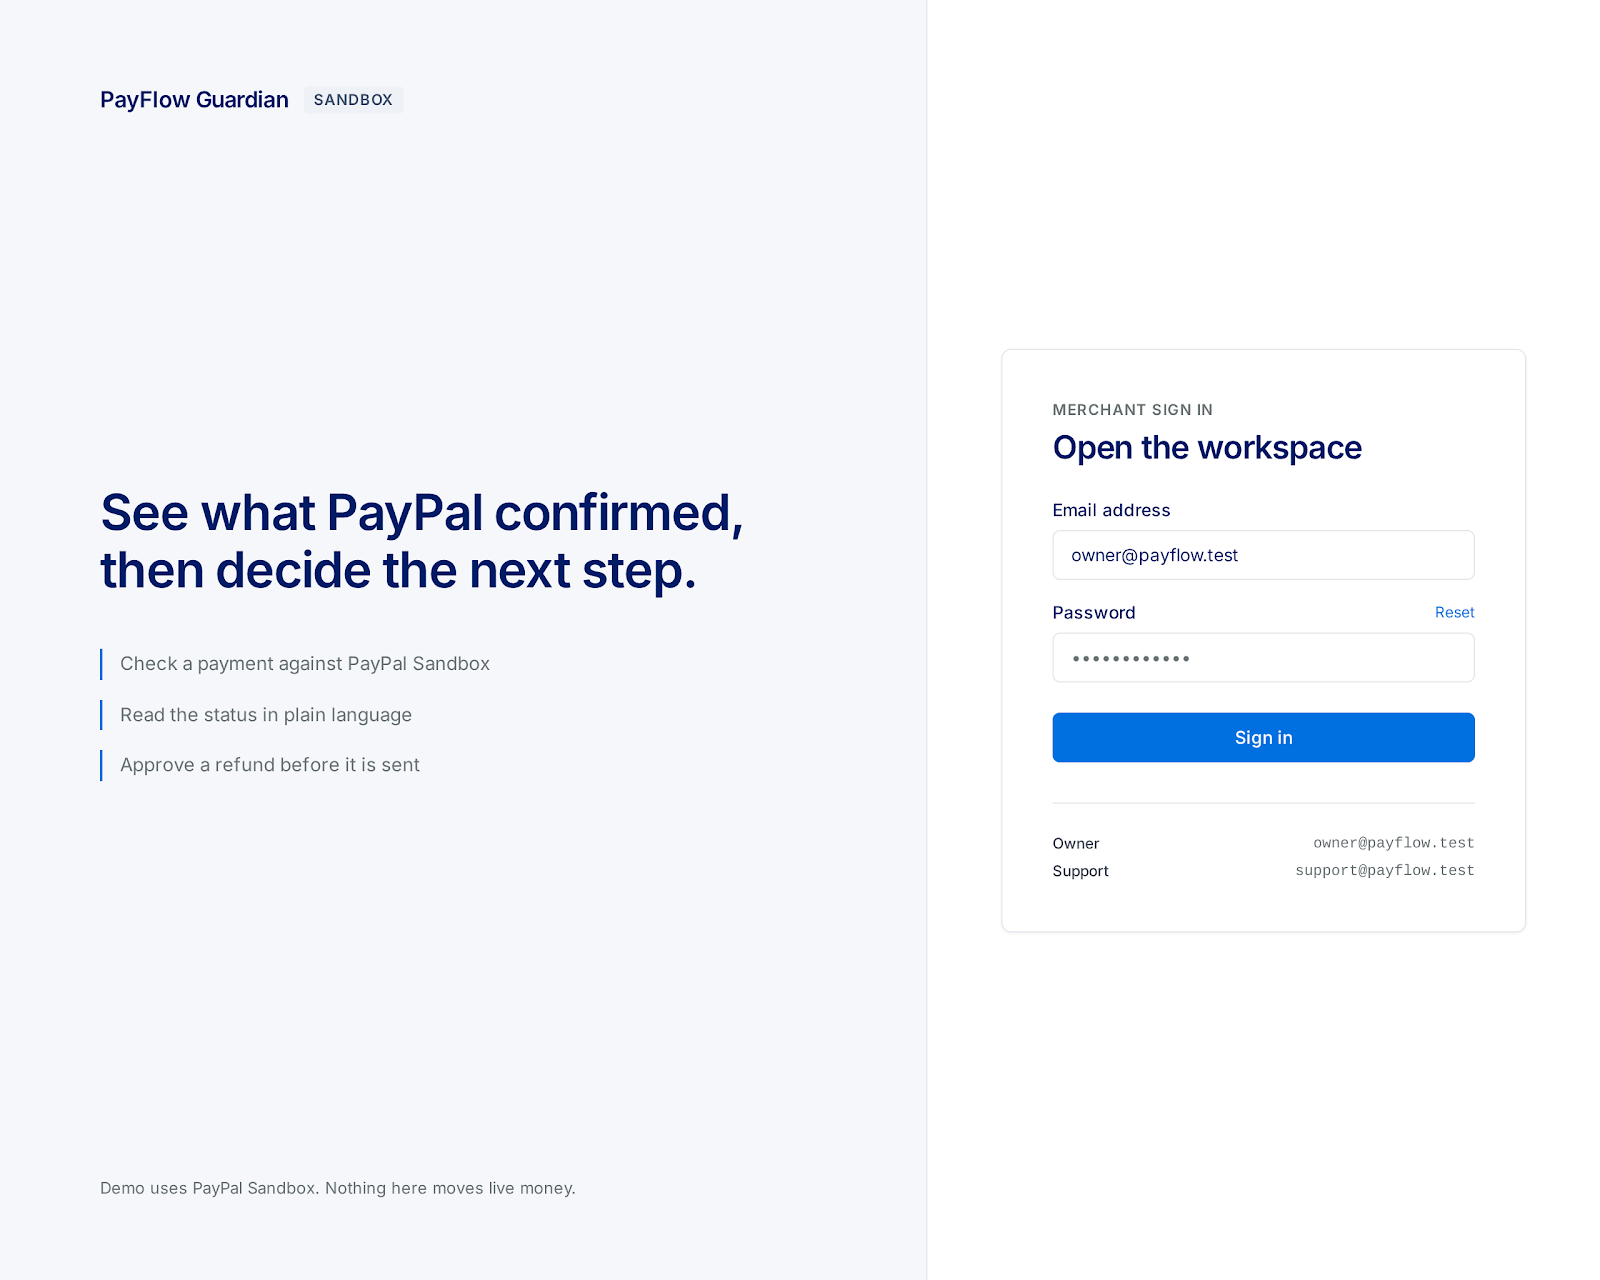 PayFlow Guardian SANDBOX
See what PayPal confirmed,
then decide the next step.
Check a payment against PayPal Sandbox
Read the status in plain language
Approve a refund before it is sent
Demo uses PayPal Sandbox. Nothing here moves live money.
MERCHANT SIGN IN
Open the workspace
Email address
owner@payflow.test
Password Reset
••••••••••••
Sign in
Owner owner@payflow.test
Support support@payflow.test